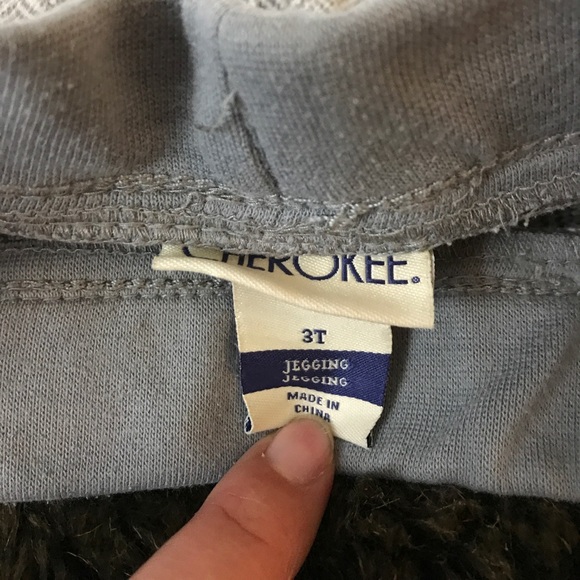 CHEROKEE®
3T
JEGGING
JEGGING
MADE IN
CHINA